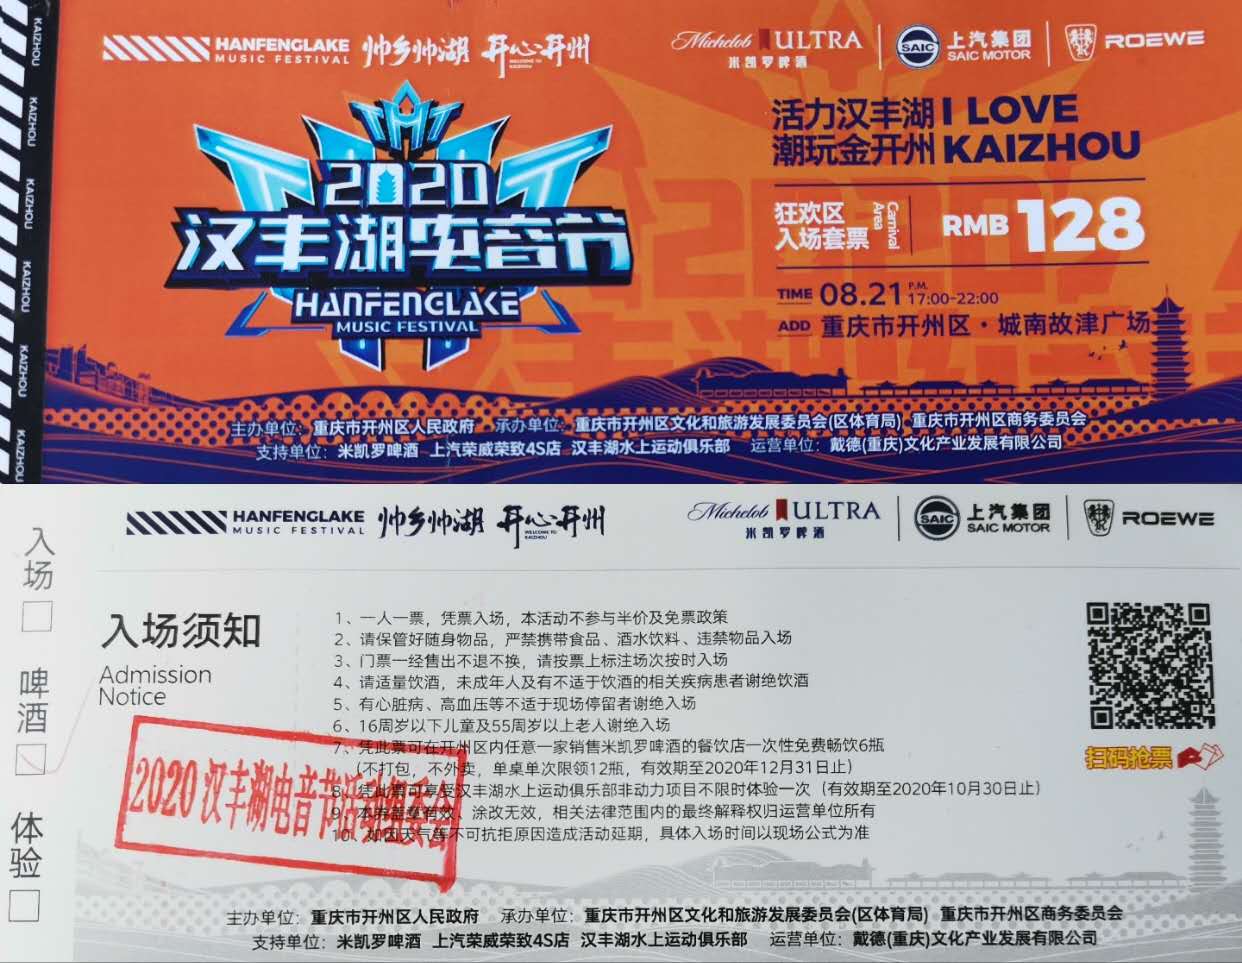 KAIZHOU
KAIZHOU
KAIZHOU
KAIZHOU
KAIZHOU
KAIZHOU
HANFENGLAKE
MUSIC FESTIVAL
帅乡帅湖 开心开州
WELCOME TO
KAIZHOU
Michelob ULTRA
米凯罗啤酒
SAIC
上汽集团
SAIC MOTOR
ROEWE
2020
汉丰湖电音节
HANFENGLAKE
MUSIC FESTIVAL
活力汉丰湖 I LOVE
潮玩金开州 KAIZHOU
狂欢区
入场套票
Carnival
Area
RMB 128
TIME 08.21 P.M. 17:00-22:00
ADD 重庆市开州区·城南故津广场
主办单位：重庆市开州区人民政府 承办单位：重庆市开州区文化和旅游发展委员会(区体育局) 重庆市开州区商务委员会
支持单位：米凯罗啤酒 上汽荣威荣致4S店 汉丰湖水上运动俱乐部 运营单位：戴德(重庆)文化产业发展有限公司
HANFENGLAKE
MUSIC FESTIVAL
帅乡帅湖 开心开州
WELCOME TO
KAIZHOU
Michelob ULTRA
米凯罗啤酒
SAIC
上汽集团
SAIC MOTOR
ROEWE
入场
啤酒
体验
入场须知
Admission
Notice
1、一人一票，凭票入场，本活动不参与半价及免票政策
2、请保管好随身物品，严禁携带食品、酒水饮料、违禁物品入场
3、门票一经售出不退不换，请按票上标注场次按时入场
4、请适量饮酒，未成年人及有不适于饮酒的相关疾病患者谢绝饮酒
5、有心脏病、高血压等不适于现场停留者谢绝入场
6、16周岁以下儿童及55周岁以上老人谢绝入场
7、凭此票可在开州区内任意一家销售米凯罗啤酒的餐饮店一次性免费畅饮6瓶
(不打包，不外卖，单桌单次限领12瓶，有效期至2020年12月31日止)
8、凭此票可享受汉丰湖水上运动俱乐部非动力项目不限时体验一次（有效期至2020年10月30日止）
9、本券盖章有效、涂改无效，相关法律范围内的最终解释权归运营单位所有
10、如因天气等不可抗拒原因造成活动延期，具体入场时间以现场公式为准
2020汉丰湖电音节活动组委会
扫码抢票
主办单位：重庆市开州区人民政府 承办单位：重庆市开州区文化和旅游发展委员会(区体育局) 重庆市开州区商务委员会
支持单位：米凯罗啤酒 上汽荣威荣致4S店 汉丰湖水上运动俱乐部 运营单位：戴德(重庆)文化产业发展有限公司